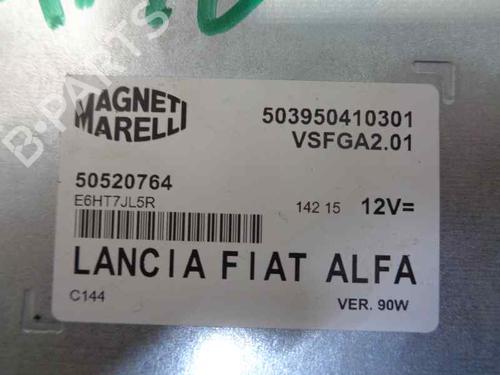 B-PARTS
MAGNETI
MARELLI
503950410301
VSFGA2.01
50520764
E6HT7JL5R
142 15 12V=
LANCIA FIAT ALFA
C144
VER. 90W